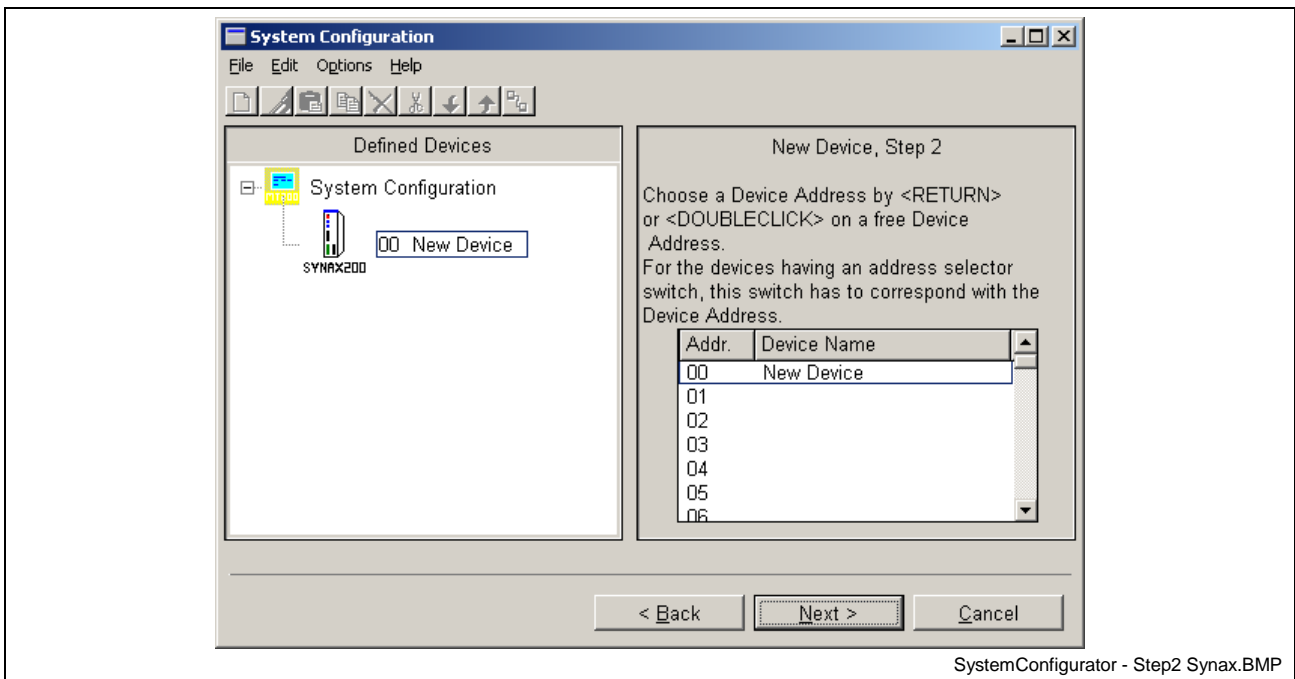 System Configuration
File Edit Options Help
Defined Devices
System Configuration
00 New Device
SYNAX200
New Device, Step 2
Choose a Device Address by <RETURN>
or <DOUBLECLICK> on a free Device
Address.
For the devices having an address selector
switch, this switch has to correspond with the
Device Address.
Addr. Device Name
00 New Device
01
02
03
04
05
06
< Back Next > Cancel
SystemConfigurator - Step2 Synax.BMP